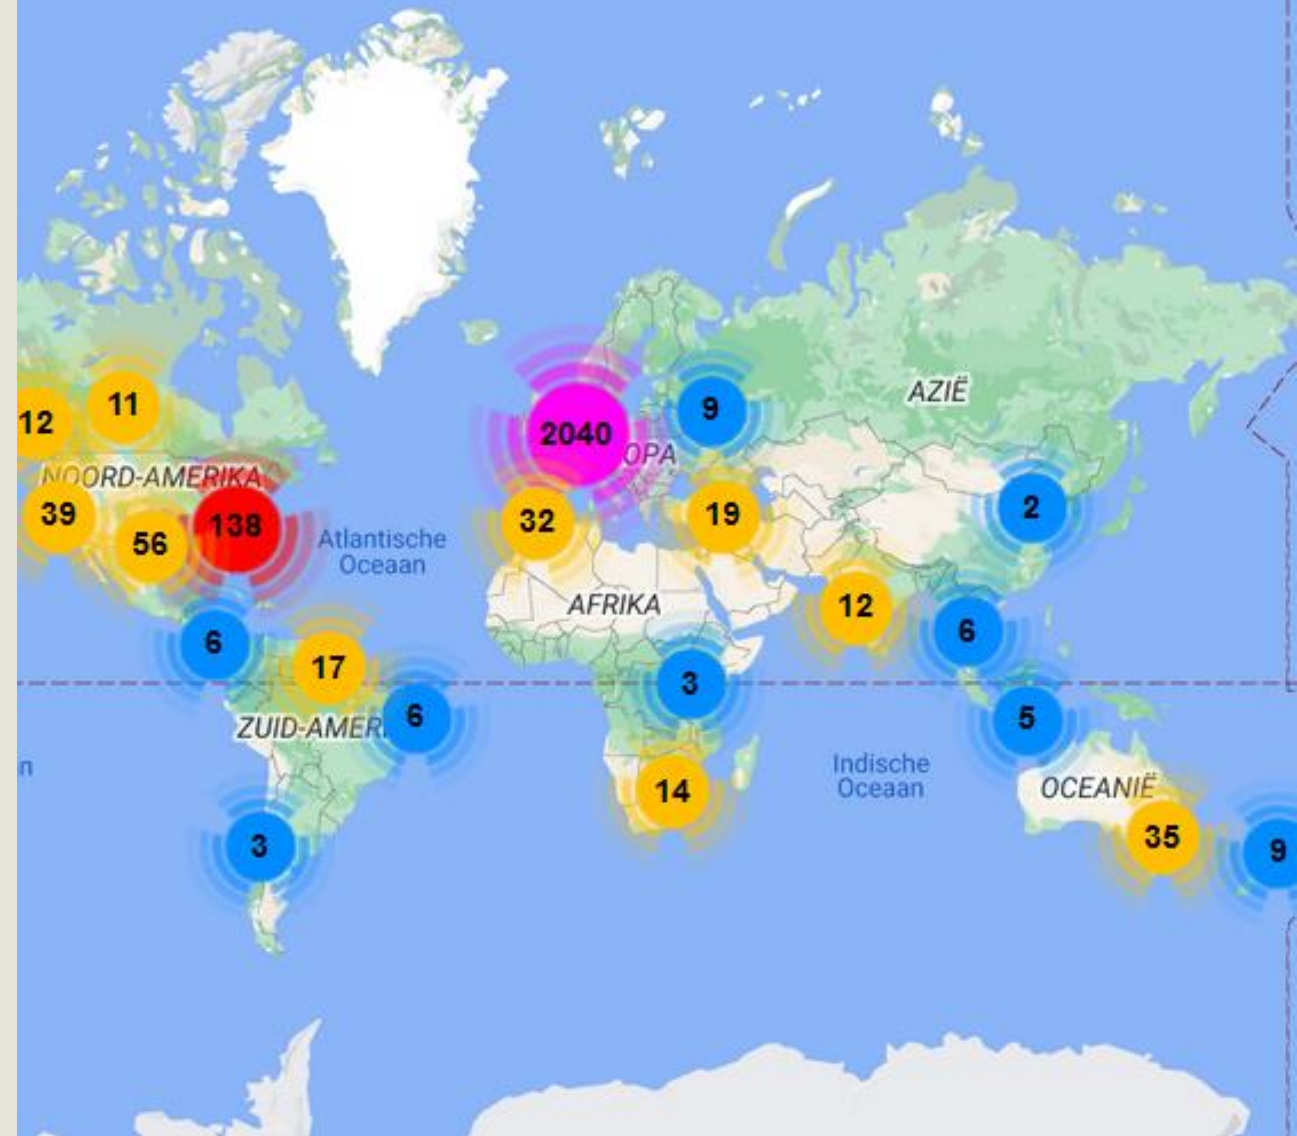 11
12
9
2040
OPA
AZIË
NOORD-AMERIKA
39
56
138
Atlantische
Oceaan
32
19
2
AFRIKA
12
6
6
17
3
ZUID-AMER
6
5
n
Indische
Oceaan
14
OCEANIË
3
35
9